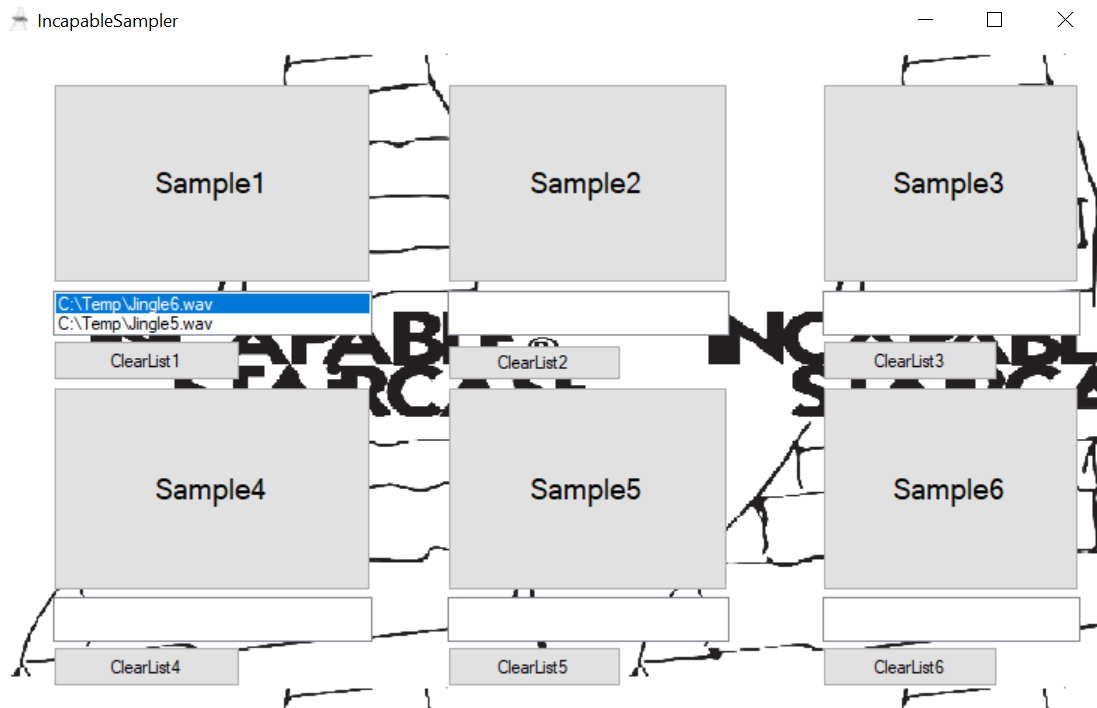 IncapableSampler
Sample1
Sample2
Sample3
C:\Temp\Jingle6.wav
C:\Temp\Jingle5.wav
ClearList1
ClearList2
ClearList3
Sample4
Sample5
Sample6
ClearList4
ClearList5
ClearList6